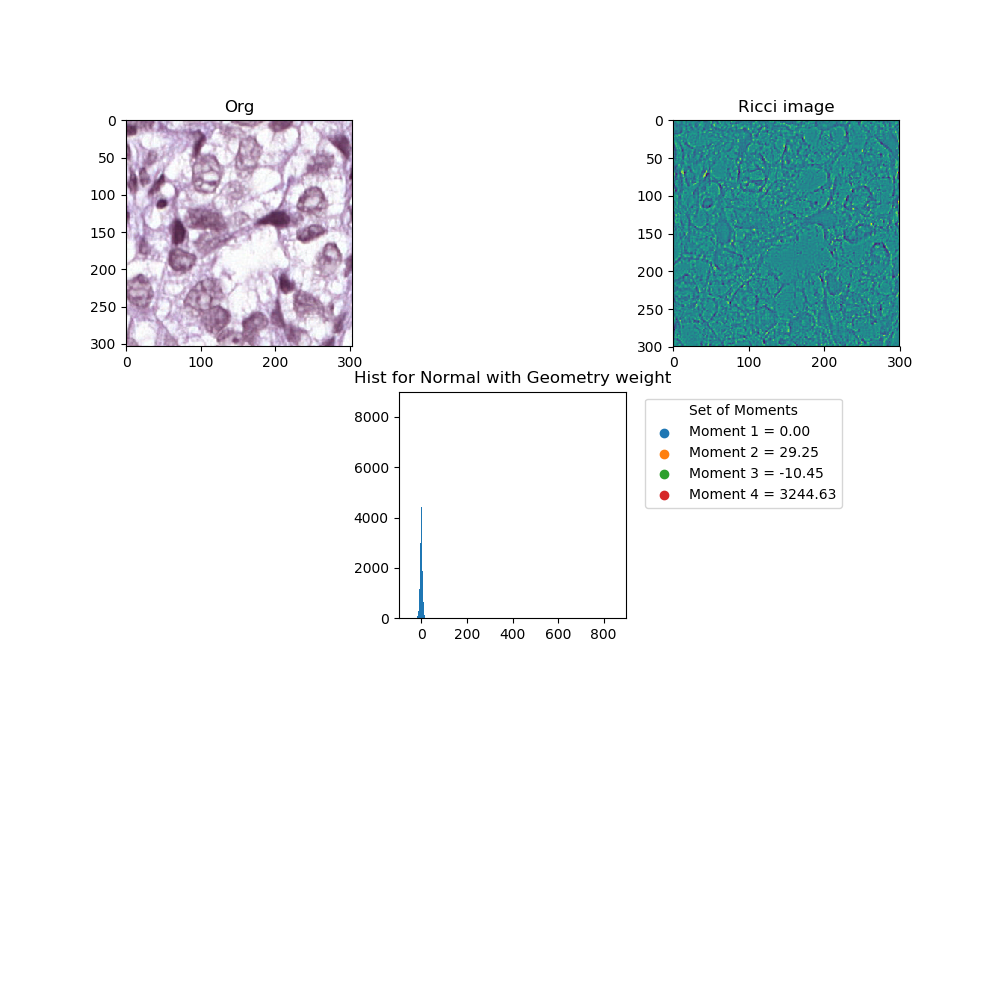 Org
0
50
100
150
200
250
300
0 100 200 300
Ricci image
0
50
100
150
200
250
300
0 100 200 300
Hist for Normal with Geometry weight
8000
6000
4000
2000
0
0 200 400 600 800
Set of Moments
Moment 1 = 0.00
Moment 2 = 29.25
Moment 3 = -10.45
Moment 4 = 3244.63